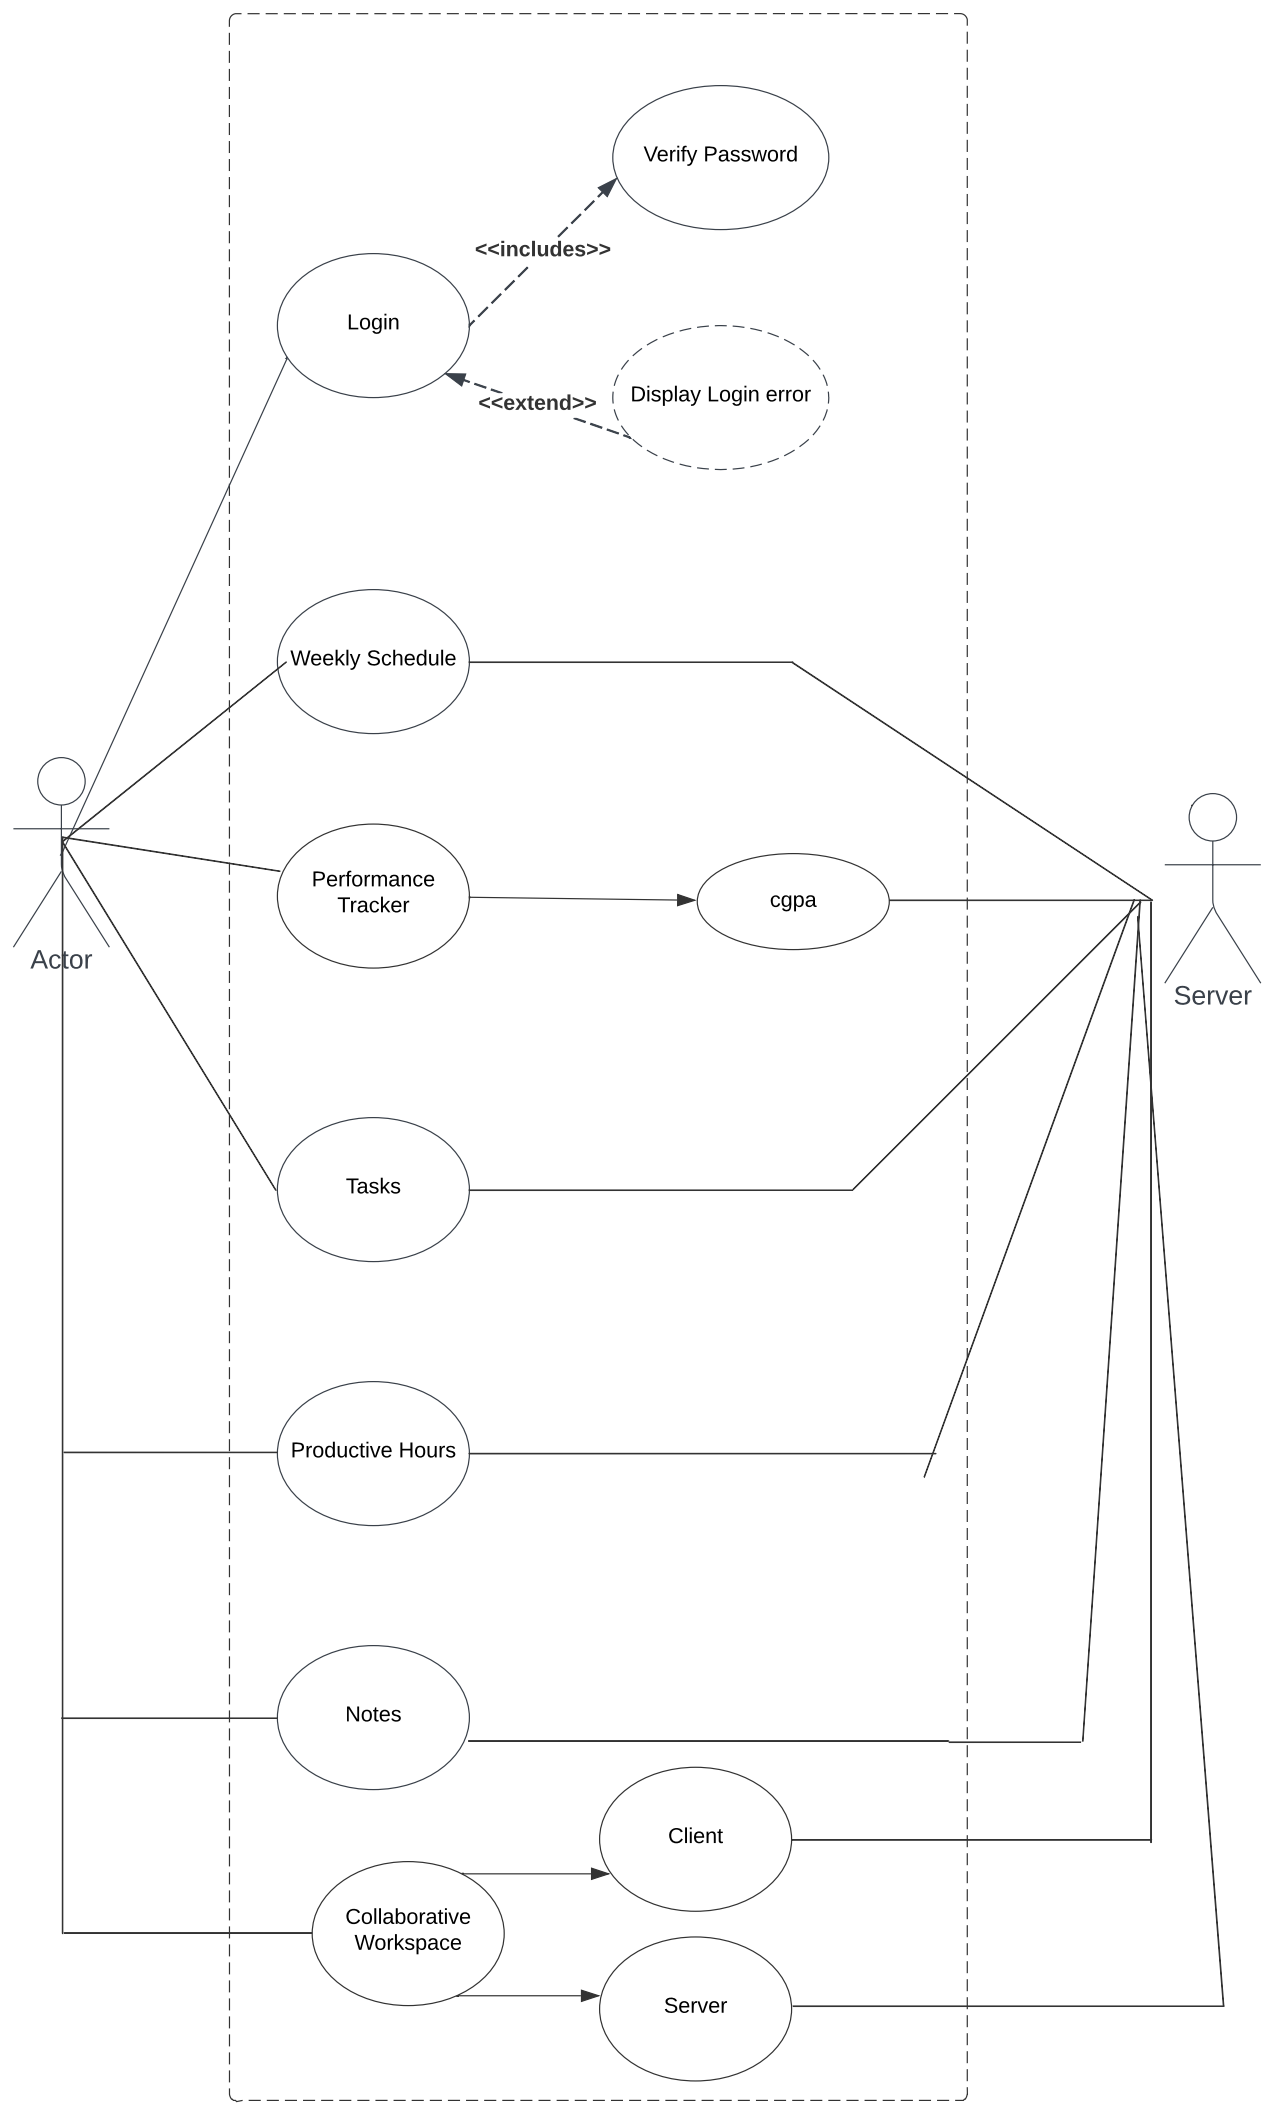 Verify Password
<<includes>>
Login
Display Login error
<<extend>>
Weekly Schedule
Performance
Tracker
cgpa
Actor
Server
Tasks
Productive Hours
Notes
Client
Collaborative
Workspace
Server